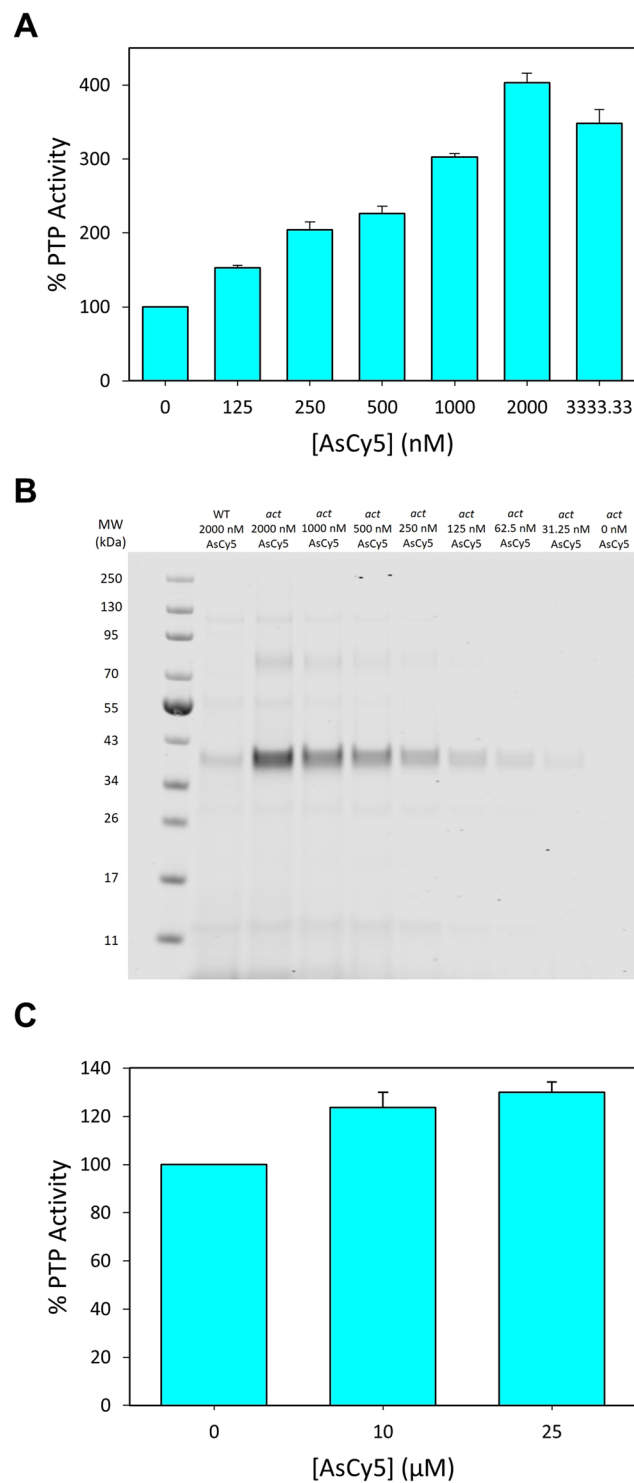 A
% PTP Activity
400
300
200
100
0
0 125 250 500 1000 2000 3333.33
[AsCy5] (nM)
B
MW
(kDa)
WT act act act act act act act act
2000 nM 2000 nM 1000 nM 500 nM 250 nM 125 nM 62.5 nM 31.25 nM 0 nM
AsCy5 AsCy5 AsCy5 AsCy5 AsCy5 AsCy5 AsCy5 AsCy5 AsCy5
250
130
95
70
55
43
34
26
17
11
C
% PTP Activity
140
120
100
80
60
40
20
0
0 10 25
[AsCy5] (µM)